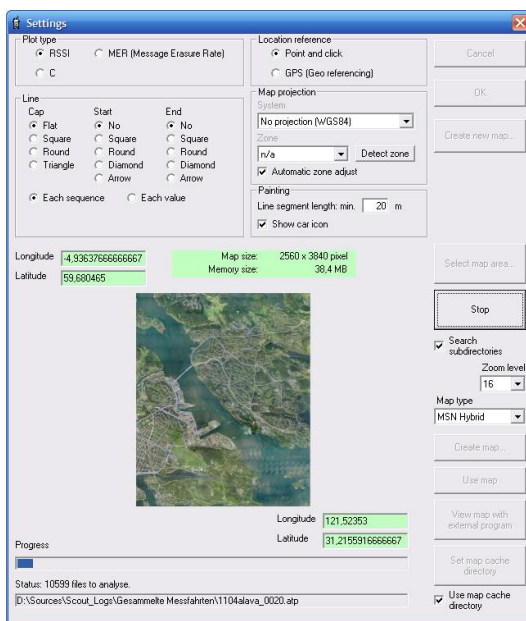 Settings
Plot type
RSSI
MER (Message Erasure Rate)
C
Location reference
Point and click
GPS (Geo referencing)
Line
Cap
Start
End
Flat
No
No
Square
Square
Square
Round
Round
Round
Triangle
Diamond
Diamond
Arrow
Arrow
Each sequence
Each value
Map projection
System
No projection (WGS84)
Zone
n/a
Detect zone
Automatic zone adjust
Painting
Line segment length: min. 20 m
Show car icon
Longitude -4,93637666666667
Latitude 59,680465
Map size: 2560 x 3840 pixel
Memory size: 38,4 MB
Longitude 121,52353
Latitude 31,2155916666667
Progress
Status: 10599 files to analyse.
D:\Sources\Scout_Logs\Gesammelte Messfahrten\1104alava_0020.atp
Cancel
OK
Create new map...
Select map area...
Stop
Search
subdirectories
Zoom level
16
Map type
MSN Hybrid
Create map...
Use map
View map with
external program
Set map cache
directory
Use map cache
directory